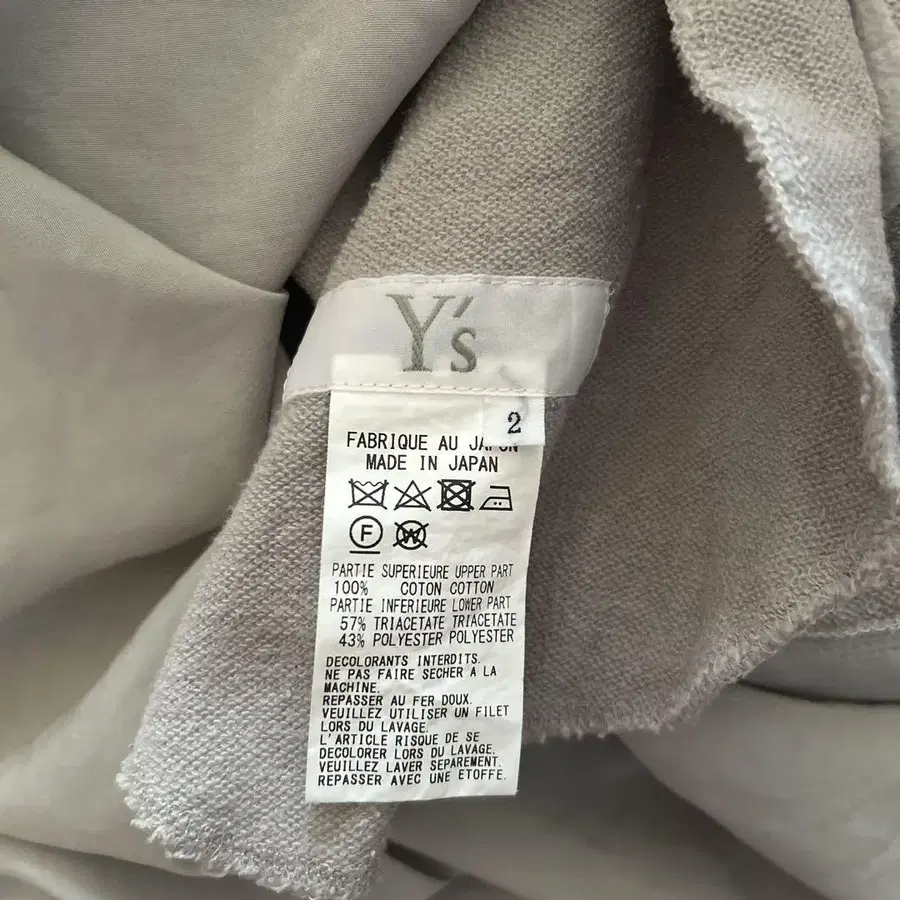 Y's
2
FABRIQUE AU JAPON
MADE IN JAPAN
F
W
PARTIE SUPERIEURE UPPER PART
100% COTON COTTON
PARTIE INFERIEURE LOWER PART
57% TRIACETATE TRIACETATE
43% POLYESTER POLYESTER
DECOLORANTS INTERDITS.
NE PAS FAIRE SECHER A LA
MACHINE.
REPASSER AU FER DOUX.
VEUILLEZ UTILISER UN FILET
LORS DU LAVAGE.
L'ARTICLE RISQUE DE SE
DECOLORER LORS DU LAVAGE,
VEUILLEZ LAVER SEPAREMENT.
REPASSER AVEC UNE ETOFFE.